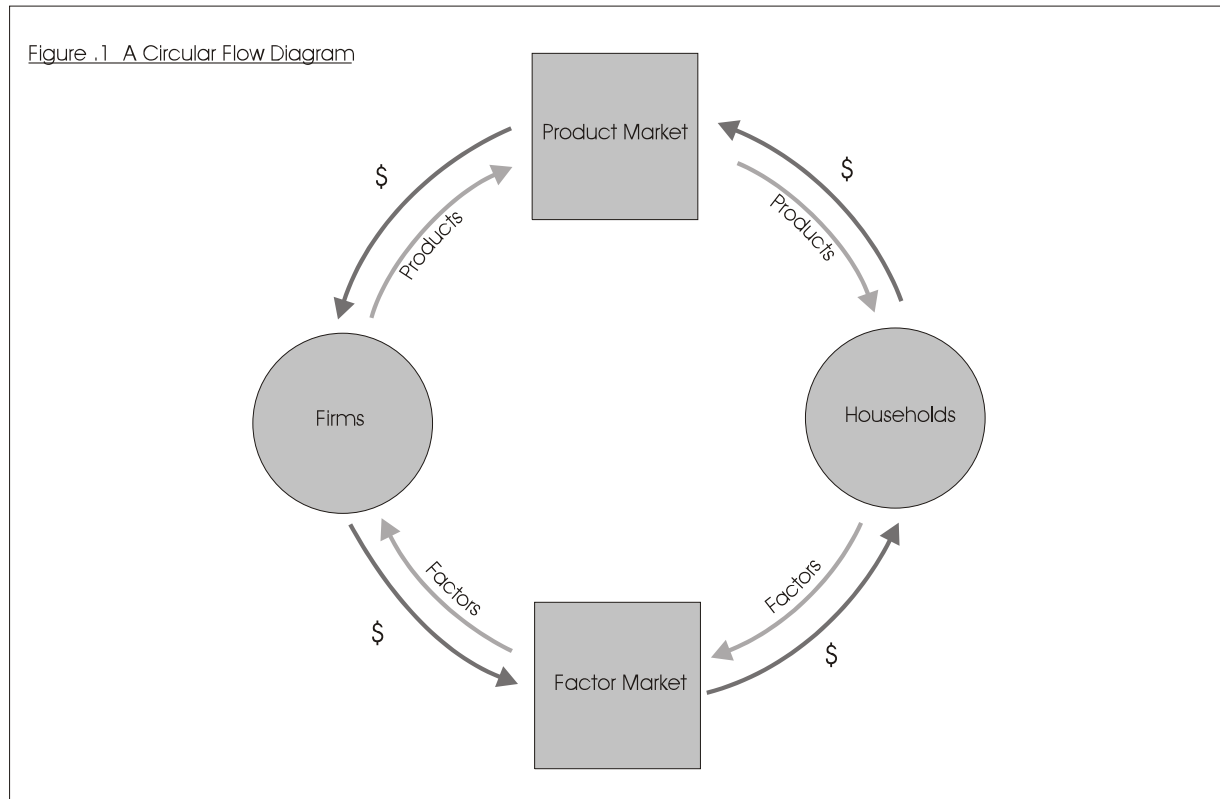 Figure .1 A Circular Flow Diagram
Product Market
$
$
Products
Products
Firms
Households
Factors
Factors
$
$
Factor Market